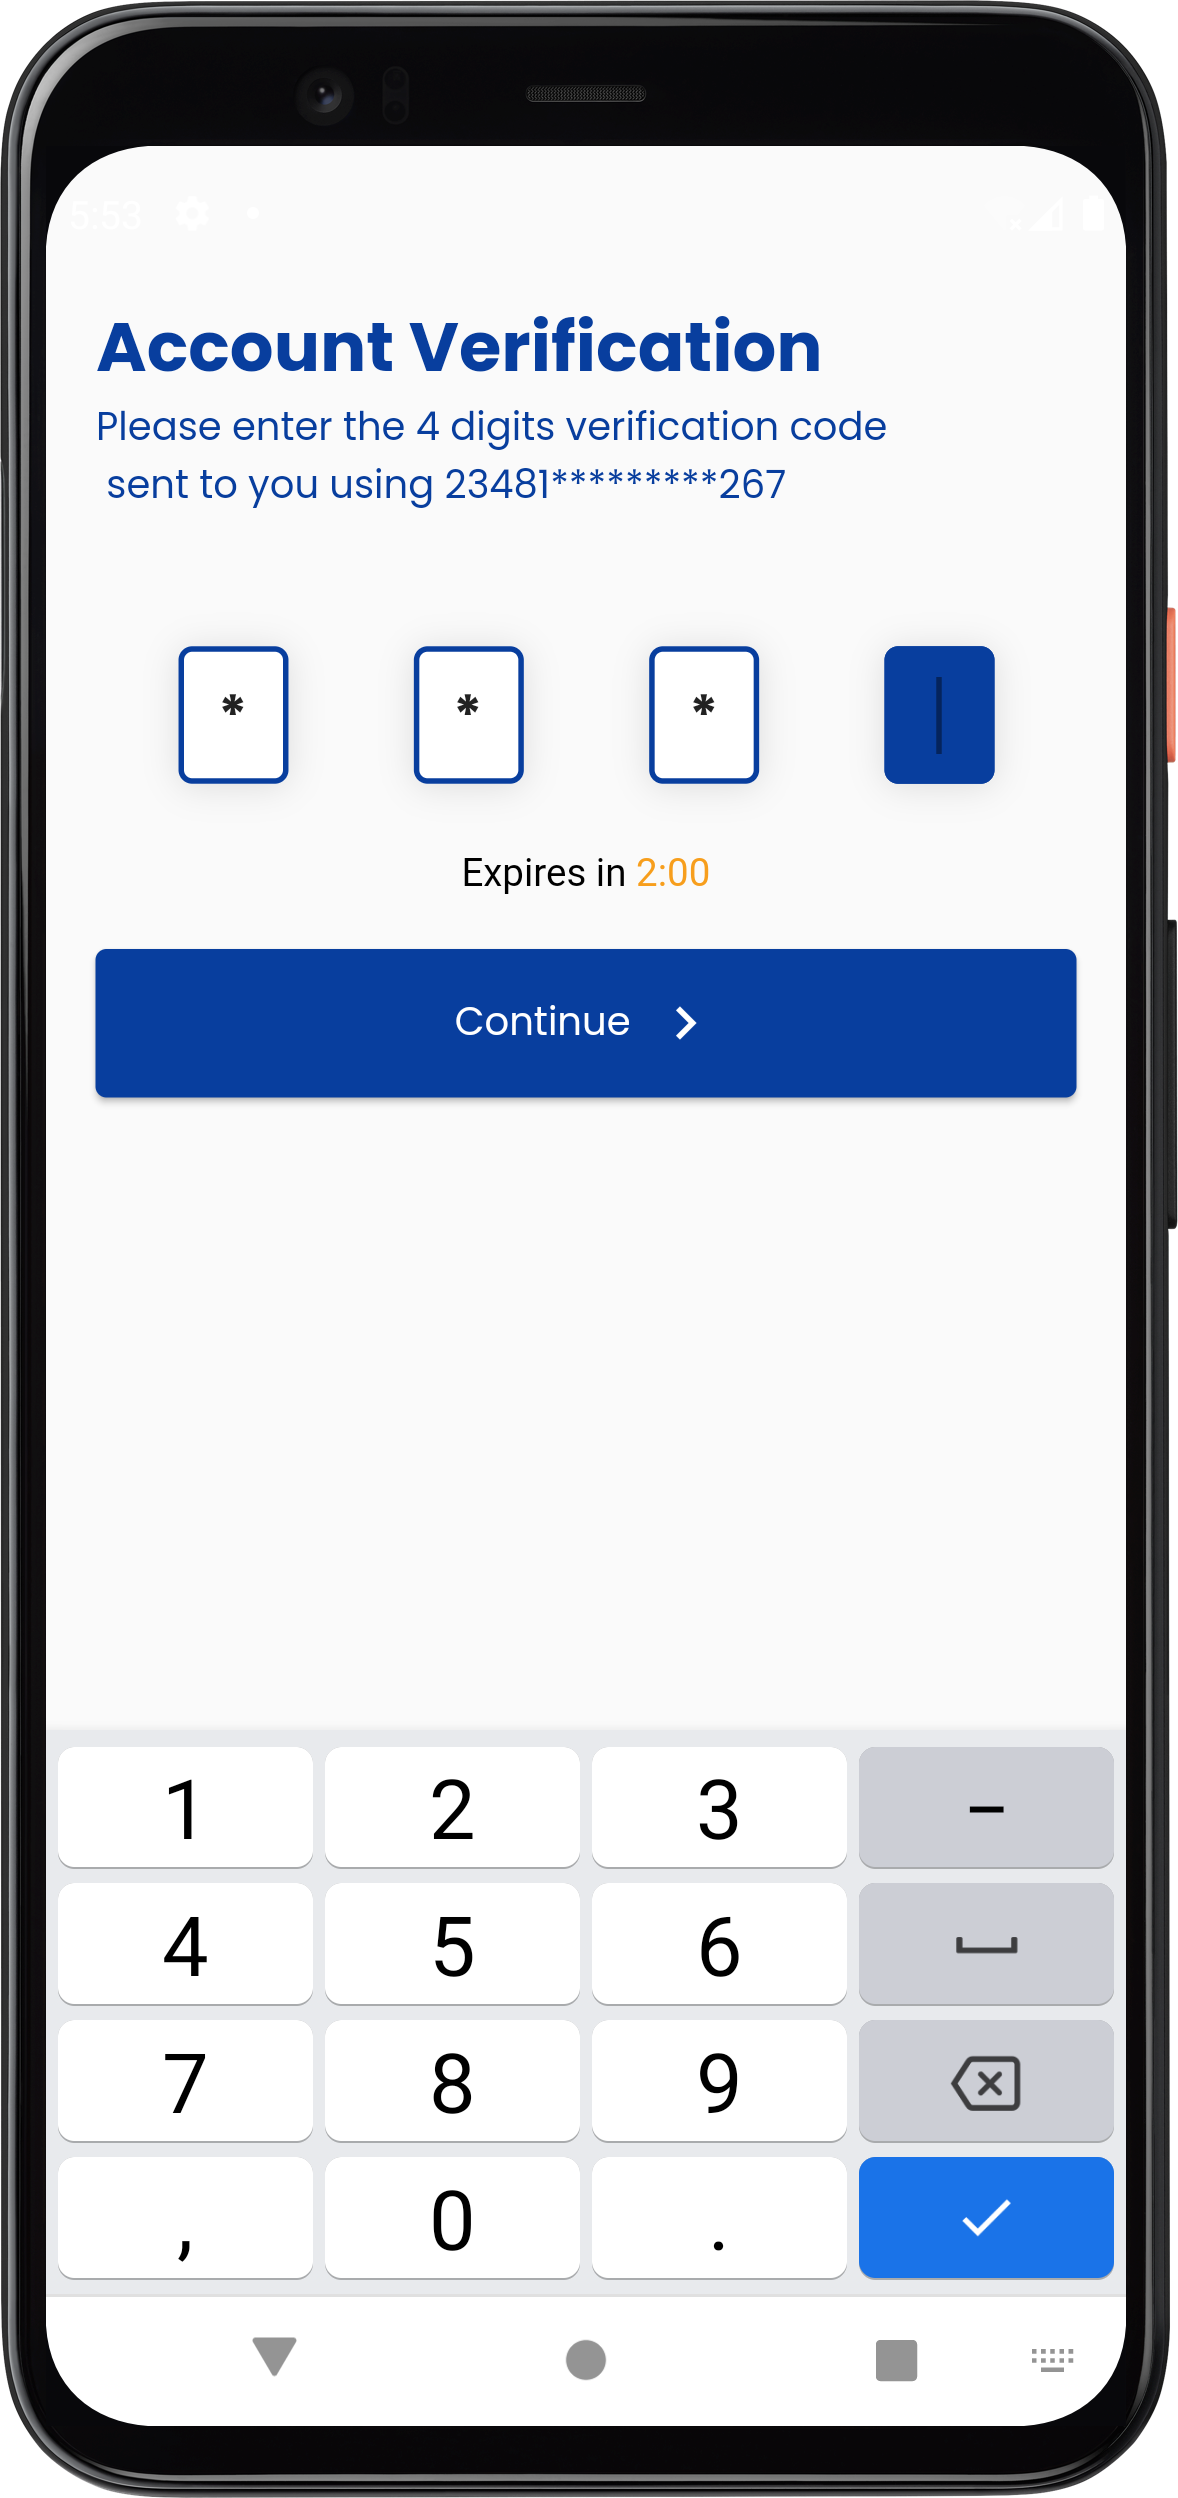 5:53
Account Verification
Please enter the 4 digits verification code
sent to you using 23481*********267
* * *
Expires in 2:00
Continue
1 2 3 –
4 5 6
7 8 9
, 0 .